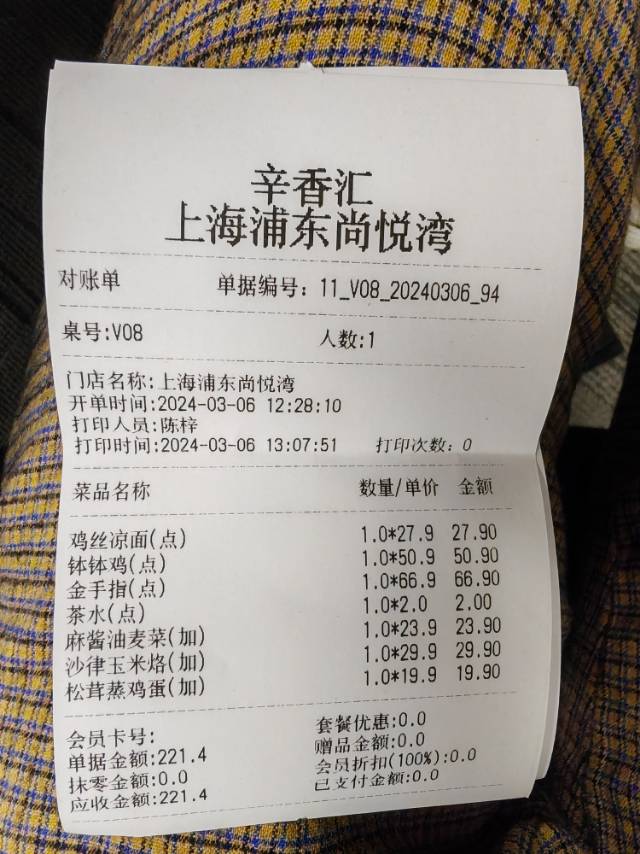 辛香汇
上海浦东尚悦湾
对账单 单据编号：11_V08_20240306_94
桌号:V08 人数:1
门店名称:上海浦东尚悦湾
开单时间:2024-03-06 12:28:10
打印人员:陈梓
打印时间:2024-03-06 13:07:51 打印次数：0
菜品名称 数量/单价 金额
鸡丝凉面(点) 1.0*27.9 27.90
钵钵鸡(点) 1.0*50.9 50.90
金手指(点) 1.0*66.9 66.90
茶水(点) 1.0*2.0 2.00
麻酱油麦菜(加) 1.0*23.9 23.90
沙律玉米烙(加) 1.0*29.9 29.90
松茸蒸鸡蛋(加) 1.0*19.9 19.90
会员卡号: 套餐优惠:0.0
单据金额:221.4 赠品金额:0.0
抹零金额:0.0 会员折扣(100%):0.0
应收金额:221.4 已支付金额:0.0